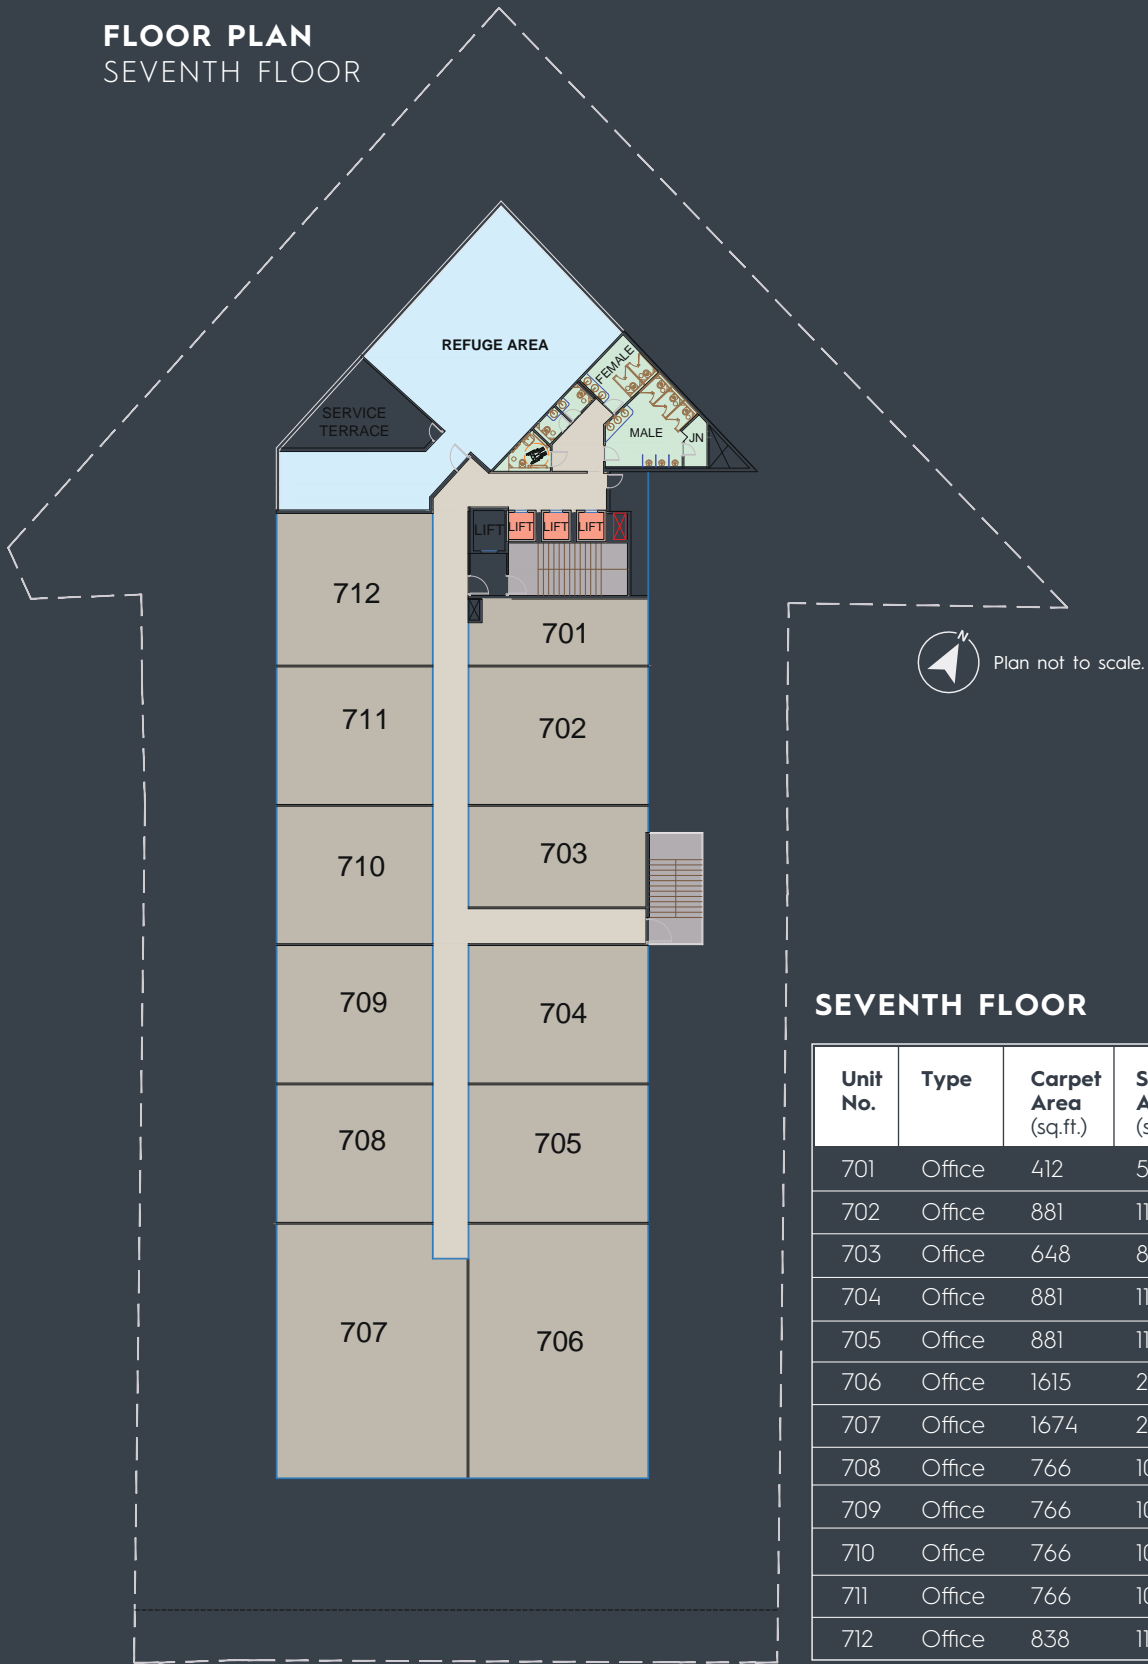 FLOOR PLAN
SEVENTH FLOOR
REFUGE AREA
FEMALE
SERVICE
TERRACE
MALE
JN
LIFT
LIFT
LIFT
LIFT
712
701
N
Plan not to scale.
711
702
710
703
709
704
708
705
707
706
SEVENTH FLOOR
Unit No. Type Carpet Area (sq.ft.)
701 Office 412
702 Office 881
703 Office 648
704 Office 881
705 Office 881
706 Office 1615
707 Office 1674
708 Office 766
709 Office 766
710 Office 766
711 Office 766
712 Office 838